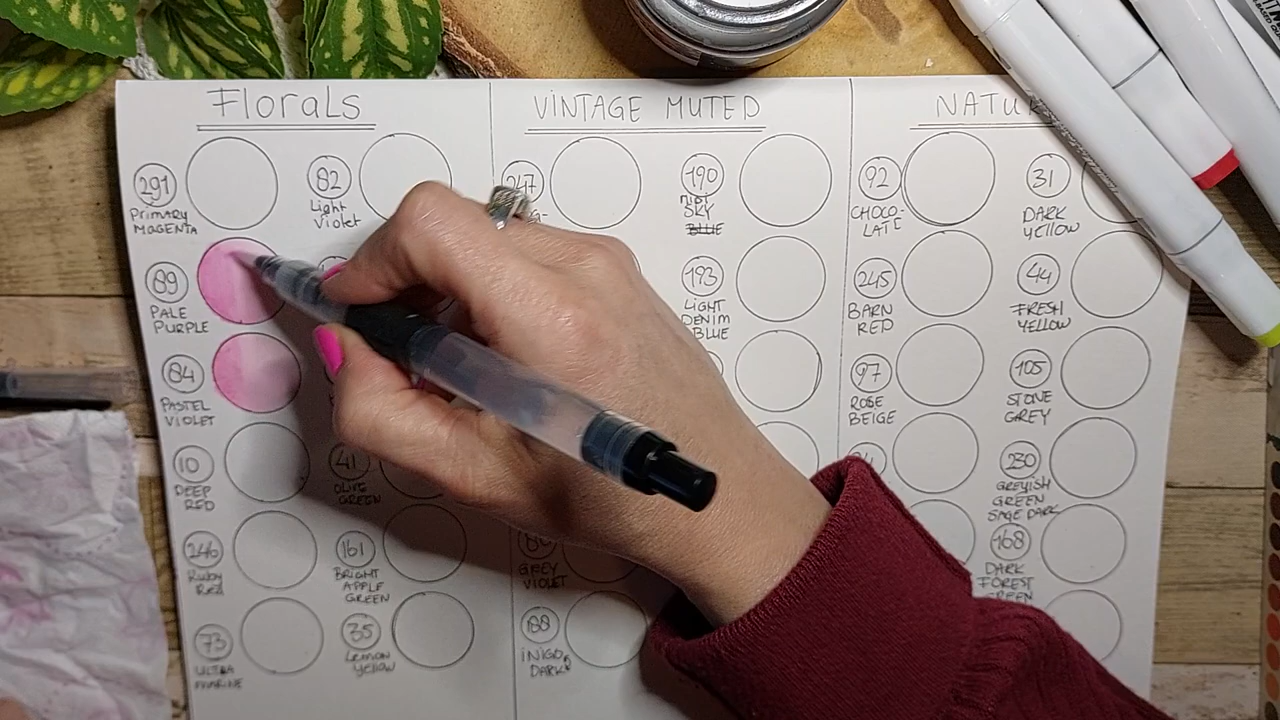 Florals
291
PRIMARY
MAGENTA
82
Light
Violet
89
PALE
PURPLE
84
PASTEL
VIOLET
10
DEEP
RED
41
OLIVE
GREEN
246
Ruby
Red
161
BRIGHT
APPLE
GREEN
73
ULTRA
MARINE
35
Lemon
Yellow
VINTAGE MUTED
247
190
NOT
SKY
BLUE
193
LIGHT
DENIM
BLUE
GREY
VIOLET
188
INIGO
DARK
NATUR
92
CHOCO-
LATE
31
DARK
YELLOW
245
BARN
RED
44
FRESH
YELLOW
97
ROSE
BEIGE
105
STONE
GREY
230
GREYISH
GREEN
SAGE DARK
168
DARK
FOREST
GREEN